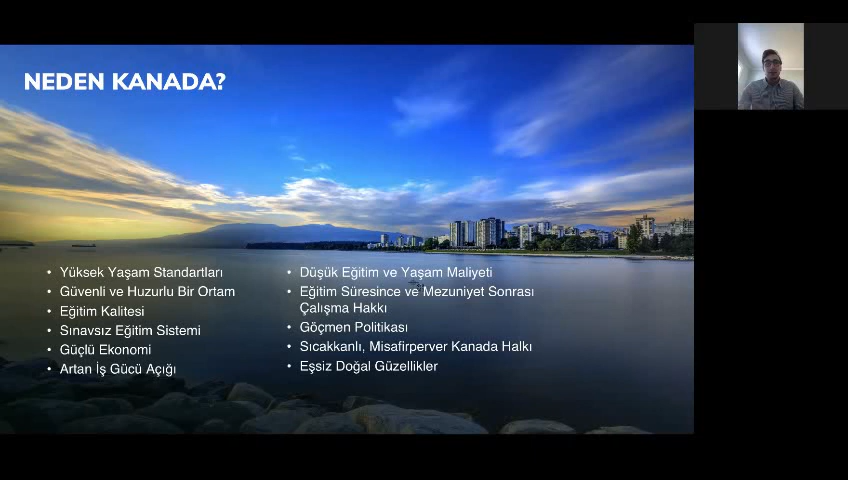 NEDEN KANADA?
• Yüksek Yaşam Standartları
• Güvenli ve Huzurlu Bir Ortam
• Eğitim Kalitesi
• Sınavsız Eğitim Sistemi
• Güçlü Ekonomi
• Artan İş Gücü Açığı
• Düşük Eğitim ve Yaşam Maliyeti
• Eğitim Süresince ve Mezuniyet Sonrası
Çalışma Hakkı
• Göçmen Politikası
• Sıcakkanlı, Misafirperver Kanada Halkı
• Eşsiz Doğal Güzellikler